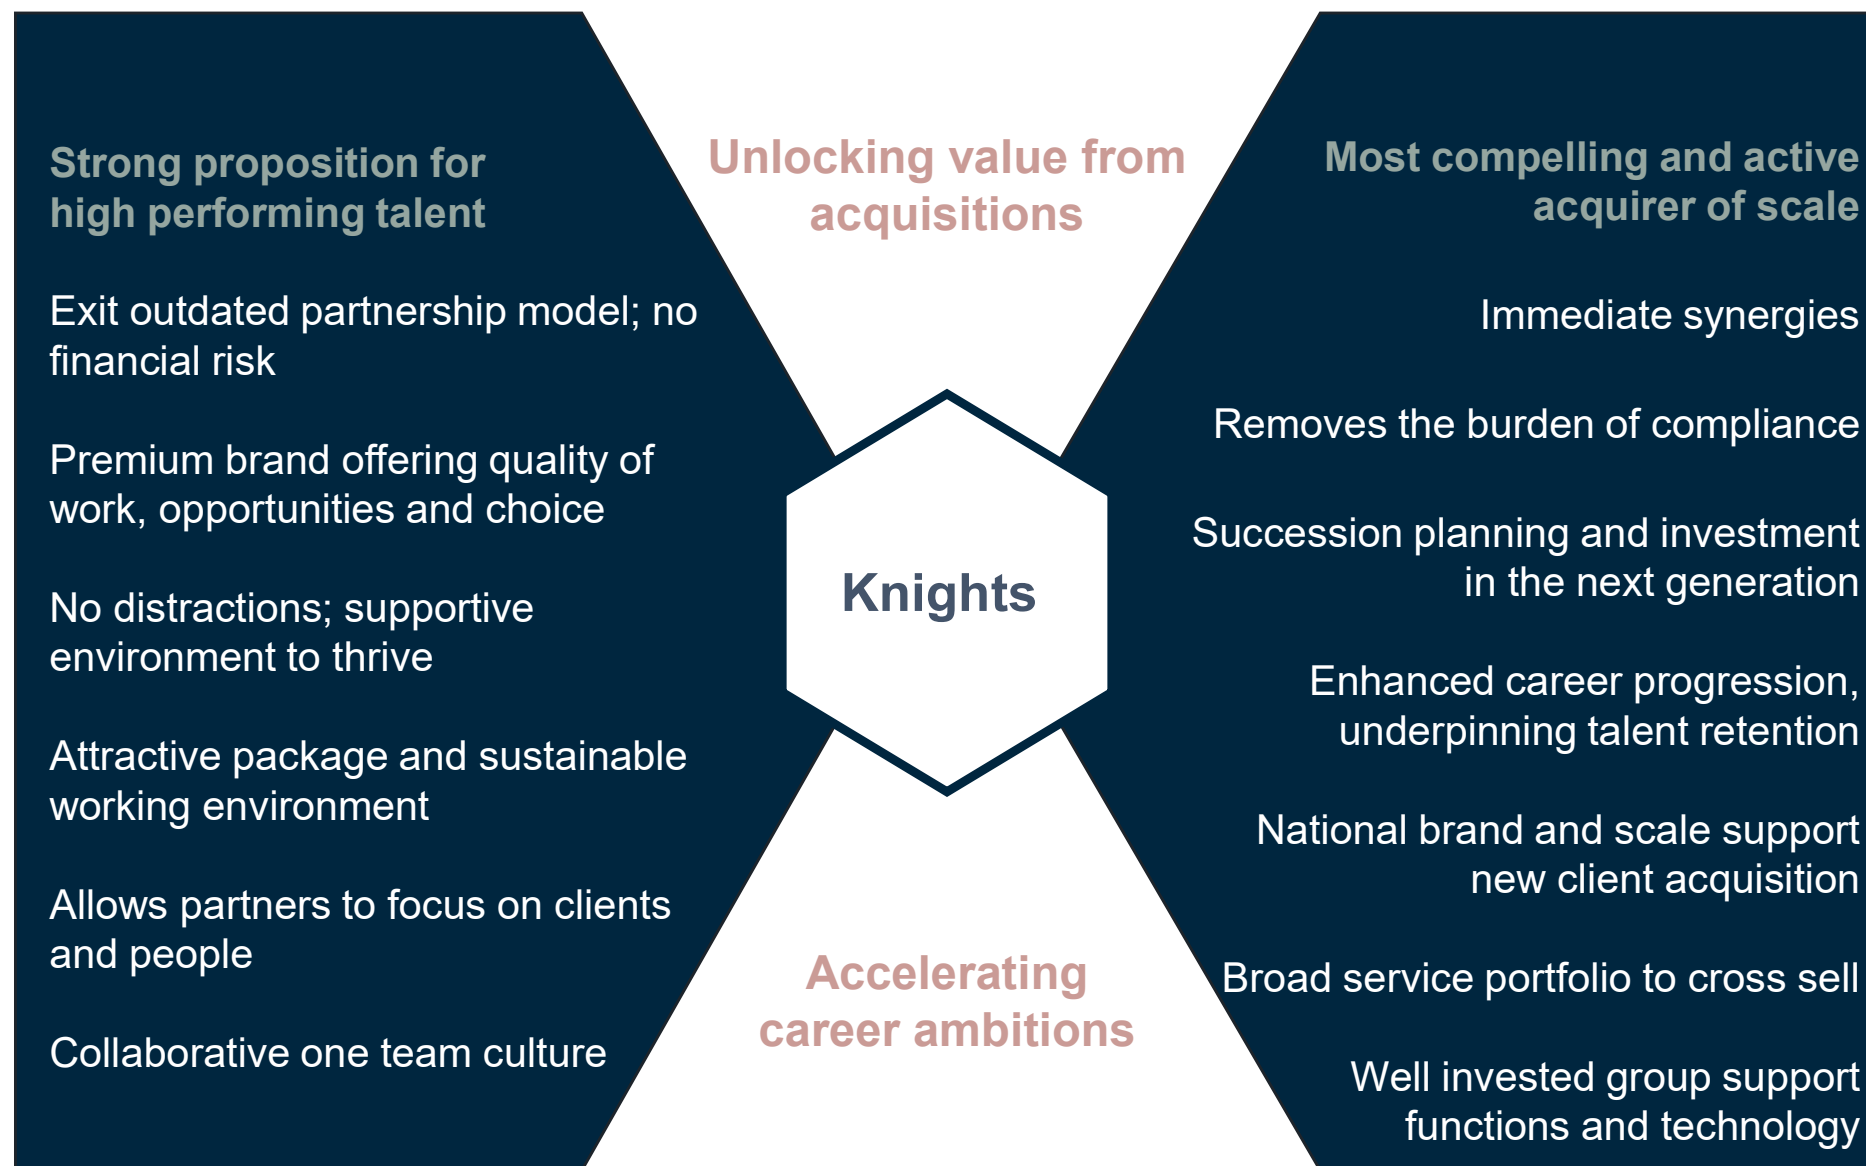 Strong proposition for
high performing talent
Exit outdated partnership model; no
financial risk
Premium brand offering quality of
work, opportunities and choice
No distractions; supportive
environment to thrive
Attractive package and sustainable
working environment
Allows partners to focus on clients
and people
Collaborative one team culture
Unlocking value from
acquisitions
Knights
Accelerating
career ambitions
Most compelling and active
acquirer of scale
Immediate synergies
Removes the burden of compliance
Succession planning and investment
in the next generation
Enhanced career progression,
underpinning talent retention
National brand and scale support
new client acquisition
Broad service portfolio to cross sell
Well invested group support
functions and technology